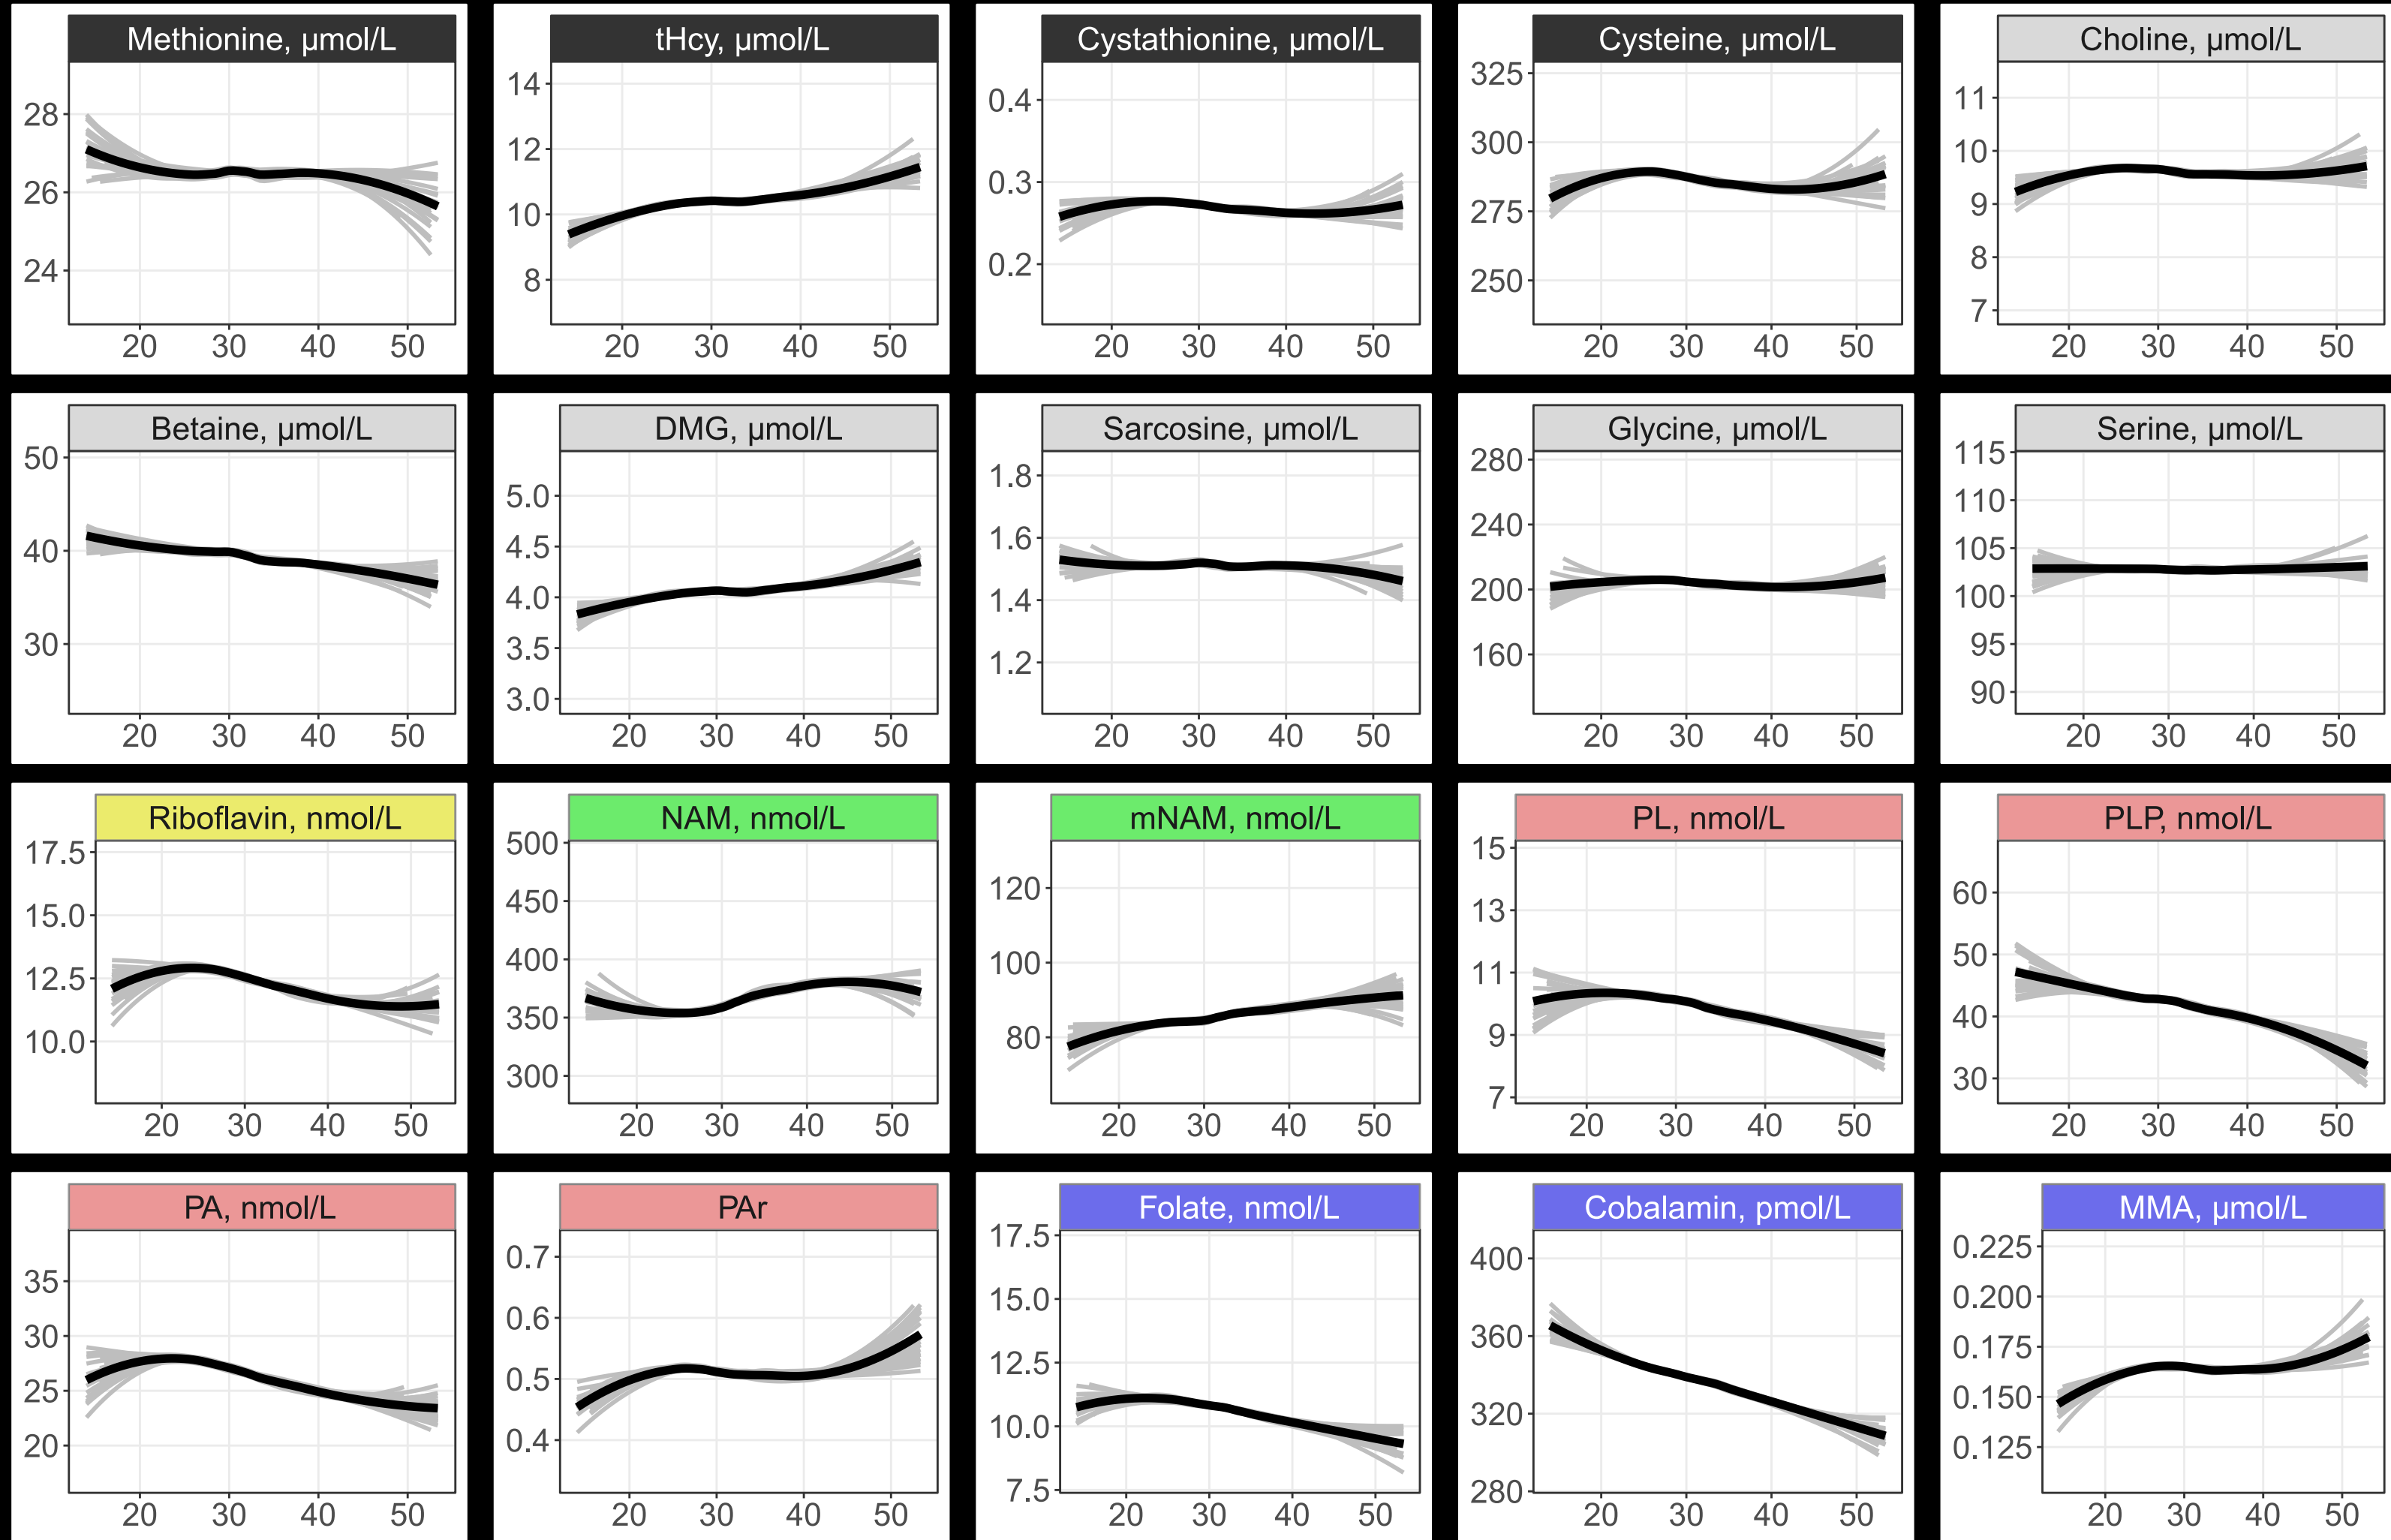 Methionine, µmol/L
28
26
24
20 30 40 50
tHcy, µmol/L
14
12
10
8
20 30 40 50
Cystathionine, µmol/L
0.4
0.3
0.2
20 30 40 50
Cysteine, µmol/L
325
300
275
250
20 30 40 50
Choline, µmol/L
11
10
9
8
7
20 30 40 50
Betaine, µmol/L
50
40
30
20 30 40 50
DMG, µmol/L
5.0
4.5
4.0
3.5
3.0
20 30 40 50
Sarcosine, µmol/L
1.8
1.6
1.4
1.2
20 30 40 50
Glycine, µmol/L
280
240
200
160
20 30 40 50
Serine, µmol/L
115
110
105
100
95
90
20 30 40 50
Riboflavin, nmol/L
17.5
15.0
12.5
10.0
20 30 40 50
NAM, nmol/L
500
450
400
350
300
20 30 40 50
mNAM, nmol/L
120
100
80
20 30 40 50
PL, nmol/L
15
13
11
9
7
20 30 40 50
PLP, nmol/L
60
50
40
30
20 30 40 50
PA, nmol/L
35
30
25
20
20 30 40 50
PAr
0.7
0.6
0.5
0.4
20 30 40 50
Folate, nmol/L
17.5
15.0
12.5
10.0
7.5
20 30 40 50
Cobalamin, pmol/L
400
360
320
280
20 30 40 50
MMA, µmol/L
0.225
0.200
0.175
0.150
0.125
20 30 40 50